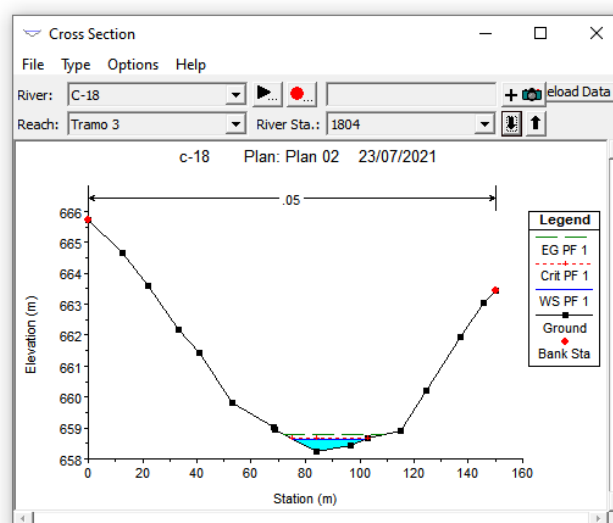 Cross Section
File Type Options Help
River: C-18 + eload Data
Reach: Tramo 3 River Sta.: 1804
c-18 Plan: Plan 02 23/07/2021
.05
Legend
EG PF 1
Crit PF 1
WS PF 1
Ground
Bank Sta
Elevation (m)
666
665
664
663
662
661
660
659
658
0 20 40 60 80 100 120 140 160
Station (m)